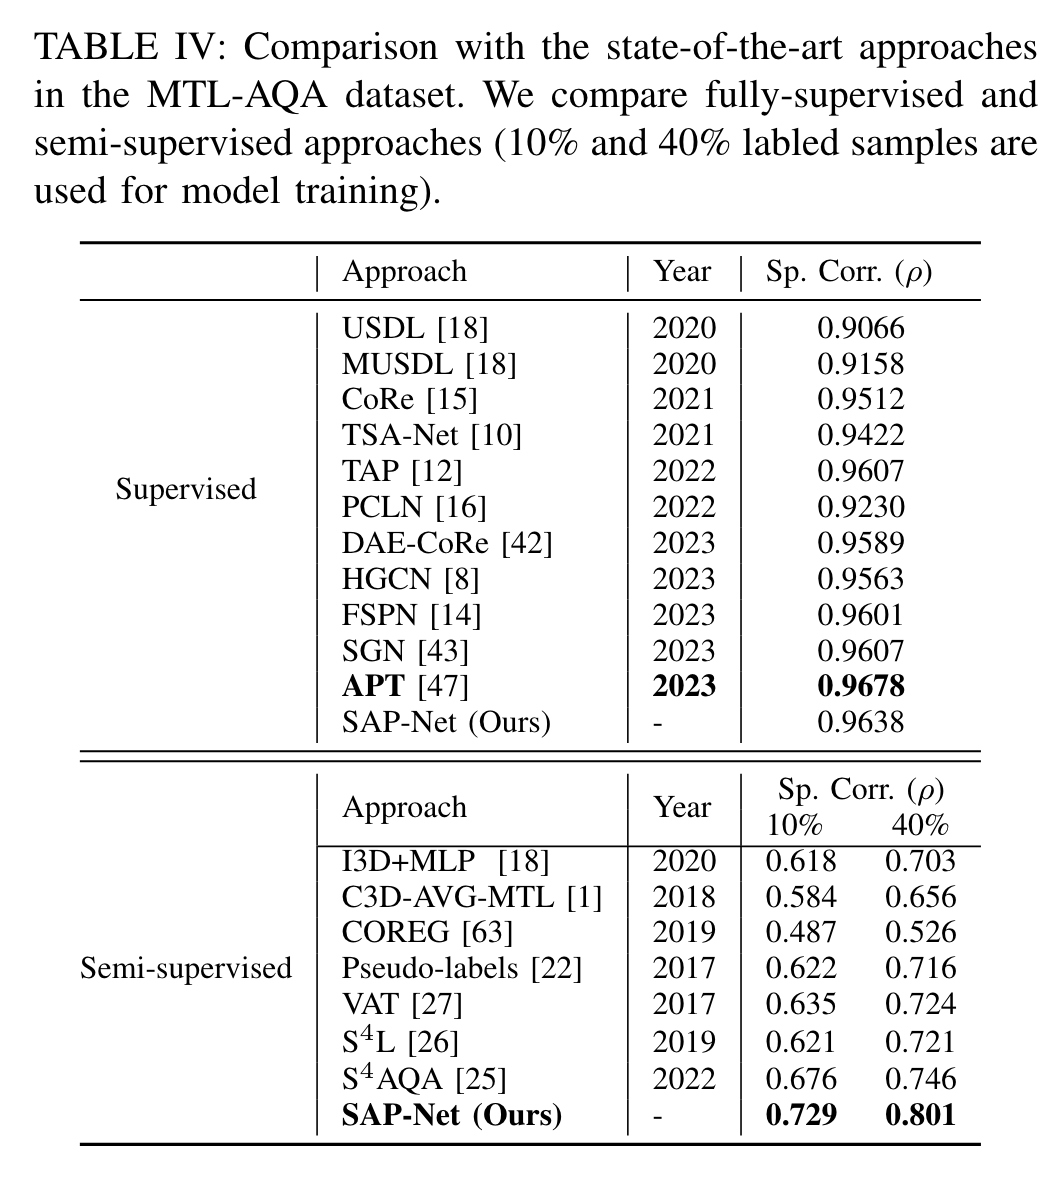 TABLE IV: Comparison with the state-of-the-art approaches
in the MTL-AQA dataset. We compare fully-supervised and
semi-supervised approaches (10% and 40% labled samples are
used for model training).
Approach Year Sp. Corr. (ρ)
USDL [18] 2020 0.9066
MUSDL [18] 2020 0.9158
CoRe [15] 2021 0.9512
TSA-Net [10] 2021 0.9422
TAP [12] 2022 0.9607
Supervised
PCLN [16] 2022 0.9230
DAE-CoRe [42] 2023 0.9589
HGCN [8] 2023 0.9563
FSPN [14] 2023 0.9601
SGN [43] 2023 0.9607
APT [47] 2023 0.9678
SAP-Net (Ours) - 0.9638
Approach Year Sp. Corr. (ρ)
10% 40%
I3D+MLP [18] 2020 0.618 0.703
C3D-AVG-MTL [1] 2018 0.584 0.656
COREG [63] 2019 0.487 0.526
Semi-supervised Pseudo-labels [22] 2017 0.622 0.716
VAT [27] 2017 0.635 0.724
S⁴L [26] 2019 0.621 0.721
S⁴AQA [25] 2022 0.676 0.746
SAP-Net (Ours) - 0.729 0.801